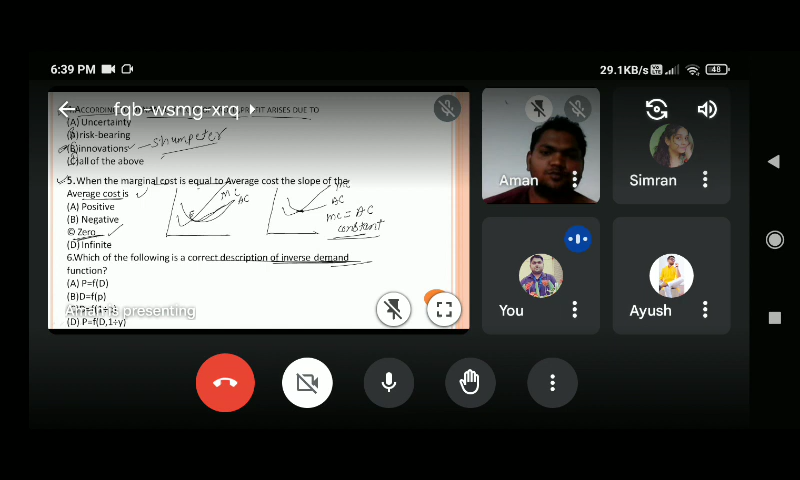 6:39 PM
29.1KB/s
48
fqb-wsmg-xrq
ACCORDING
PROFIT ARISES DUE TO
(A) Uncertainty
risk-bearing
innovations
shumpeter
all of the above
5. When the marginal cost is equal to Average cost the slope of the
Average cost is
(A) Positive
(B) Negative
© Zero
(D) Infinite
MC
AC
MC
AC
MC = AC
constant
6.Which of the following is a correct description of inverse demand
function?
(A) P=f(D)
(B)D=f(p)
Aman is presenting
(D) P=f(D,1÷y)
Aman
Simran
You
Ayush